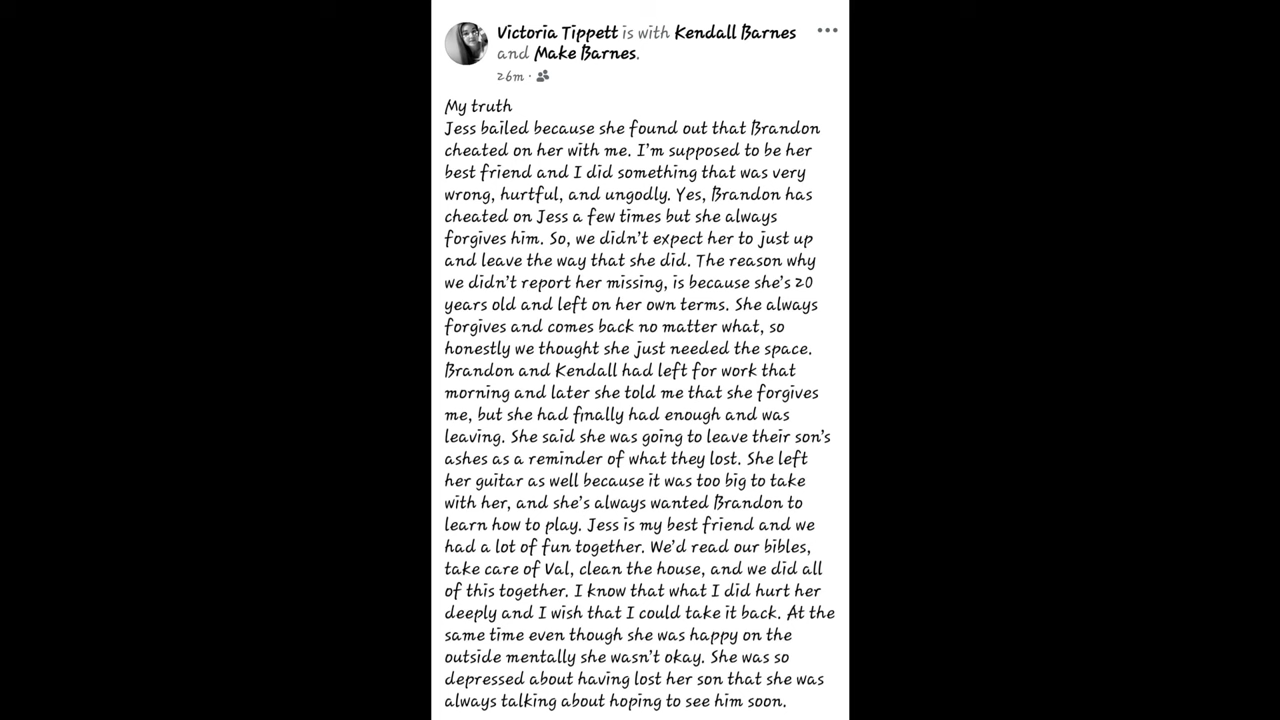 Victoria Tippett is with Kendall Barnes
and Make Barnes.
26m ·
My truth
Jess bailed because she found out that Brandon
cheated on her with me. I'm supposed to be her
best friend and I did something that was very
wrong, hurtful, and ungodly. Yes, Brandon has
cheated on Jess a few times but she always
forgives him. So, we didn't expect her to just up
and leave the way that she did. The reason why
we didn't report her missing, is because she's 20
years old and left on her own terms. She always
forgives and comes back no matter what, so
honestly we thought she just needed the space.
Brandon and Kendall had left for work that
morning and later she told me that she forgives
me, but she had finally had enough and was
leaving. She said she was going to leave their son's
ashes as a reminder of what they lost. She left
her guitar as well because it was too big to take
with her, and she's always wanted Brandon to
learn how to play. Jess is my best friend and we
had a lot of fun together. We'd read our bibles,
take care of Val, clean the house, and we did all
of this together. I know that what I did hurt her
deeply and I wish that I could take it back. At the
same time even though she was happy on the
outside mentally she wasn't okay. She was so
depressed about having lost her son that she was
always talking about hoping to see him soon.